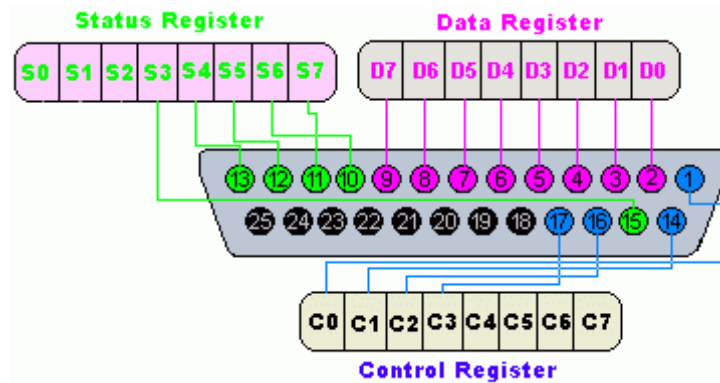 Status Register Data Register
S0 S1 S2 S3 S4 S5 S6 S7 D7 D6 D5 D4 D3 D2 D1 D0
13 12 11 10 9 8 7 6 5 4 3 2 1
25 24 23 22 21 20 19 18 17 16 15 14
C0 C1 C2 C3 C4 C5 C6 C7
Control Register